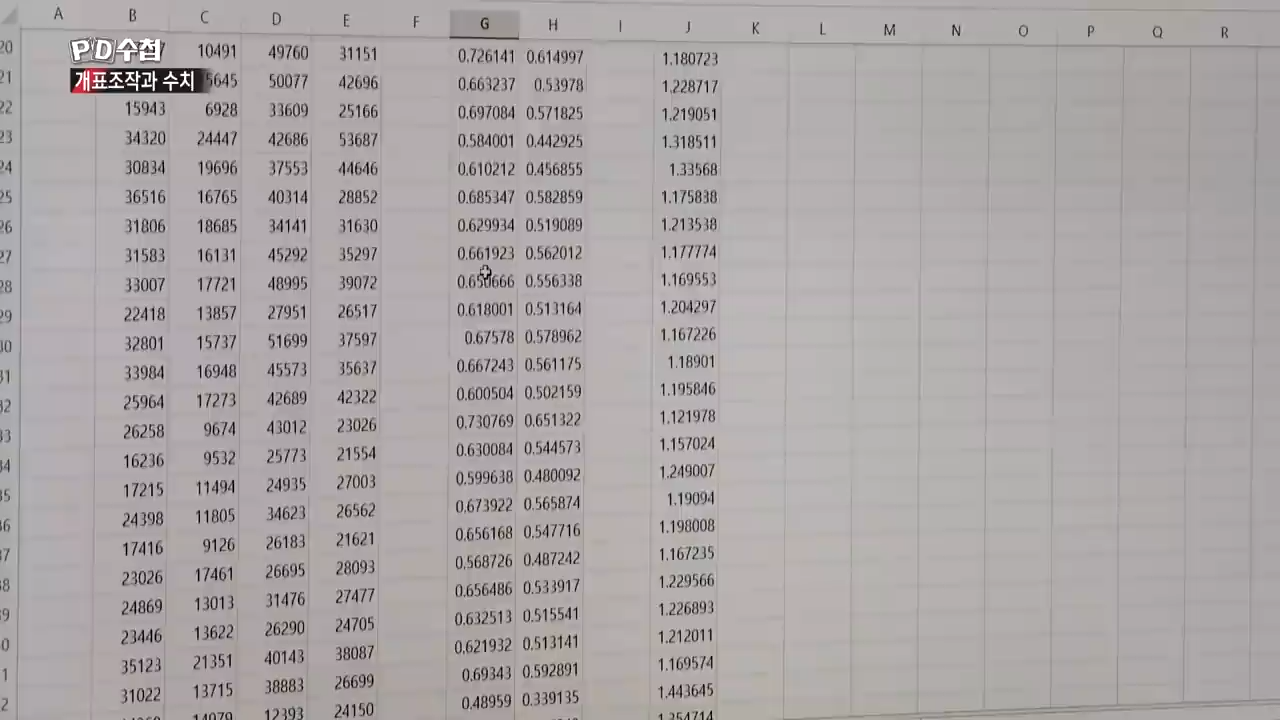 A B C D E F G H I J K L M N O P Q R
PD수첩
개표조작과 수치
20 10491 49760 31151 0.726141 0.614997 1.180723
21 5645 50077 42696 0.663237 0.53978 1.228717
22 15943 6928 33609 25166 0.697084 0.571825 1.219051
23 34320 24447 42686 53687 0.584001 0.442925 1.318511
24 30834 19696 37553 44646 0.610212 0.456855 1.33568
25 36516 16765 40314 28852 0.685347 0.582859 1.175838
26 31806 18685 34141 31630 0.629934 0.519089 1.213538
27 31583 16131 45292 35297 0.661923 0.562012 1.177774
28 33007 17721 48995 39072 0.650666 0.556338 1.169553
29 22418 13857 27951 26517 0.618001 0.513164 1.204297
30 32801 15737 51699 37597 0.67578 0.578962 1.167226
31 33984 16948 45573 35637 0.667243 0.561175 1.18901
32 25964 17273 42689 42322 0.600504 0.502159 1.195846
33 26258 9674 43012 23026 0.730769 0.651322 1.121978
34 16236 9532 25773 21554 0.630084 0.544573 1.157024
35 17215 11494 24935 27003 0.599638 0.480092 1.249007
36 24398 11805 34623 26562 0.673922 0.565874 1.19094
37 17416 9126 26183 21621 0.656168 0.547716 1.198008
38 23026 17461 26695 28093 0.568726 0.487242 1.167235
39 24869 13013 31476 27477 0.656486 0.533917 1.229566
0 23446 13622 26290 24705 0.632513 0.515541 1.226893
1 35123 21351 40143 38087 0.621932 0.513141 1.212011
2 31022 13715 38883 26699 0.69343 0.592891 1.169574
14979 12393 24150 0.48959 0.339135 1.443645
1.354714